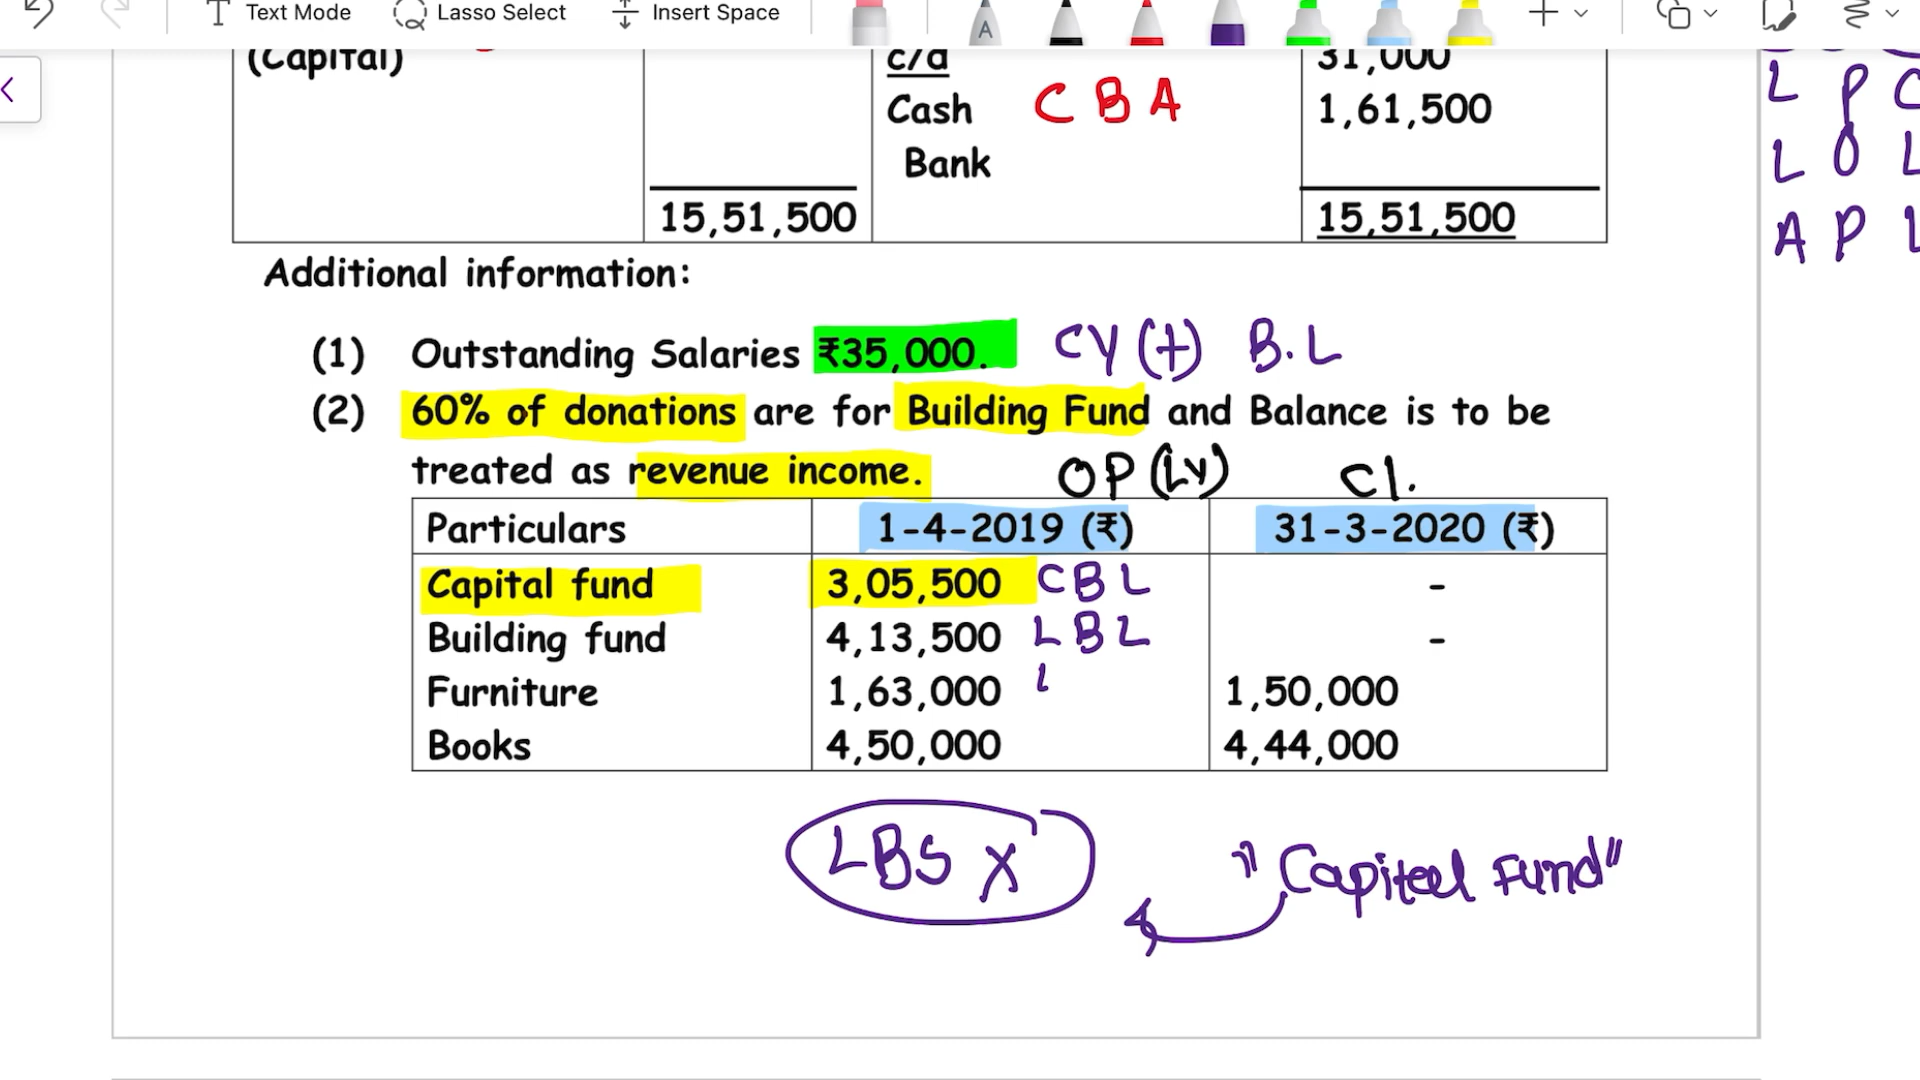 Text Mode Lasso Select Insert Space
A
(Capital) c/d 31,000
Cash C B A 1,61,500
Bank
15,51,500 15,51,500
L P C
L O L
A P L
Additional information:
(1) Outstanding Salaries ₹35,000. CY (+) B.L
(2) 60% of donations are for Building Fund and Balance is to be
treated as revenue income. OP (LY) Cl.
Particulars 1-4-2019 (₹) 31-3-2020 (₹)
Capital fund 3,05,500 C B L -
Building fund 4,13,500 L B L -
Furniture 1,63,000 1,50,000
Books 4,50,000 4,44,000
LBS X "Capital Fund"